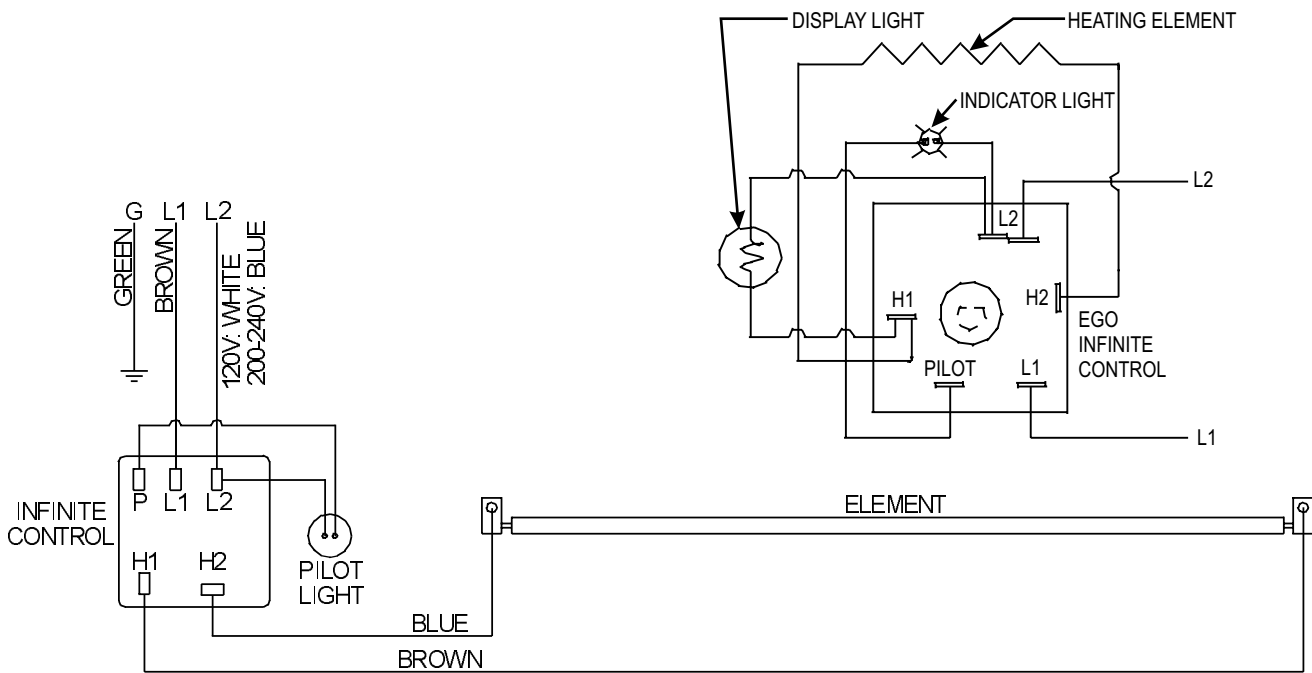 DISPLAY LIGHT
HEATING ELEMENT
INDICATOR LIGHT
L2
L2
H1
H2
EGO
INFINITE
CONTROL
PILOT
L1
L1
G L1 L2
GREEN
BROWN
120V: WHITE
200-240V: BLUE
P L1 L2
INFINITE
CONTROL
H1 H2
PILOT
LIGHT
ELEMENT
BLUE
BROWN